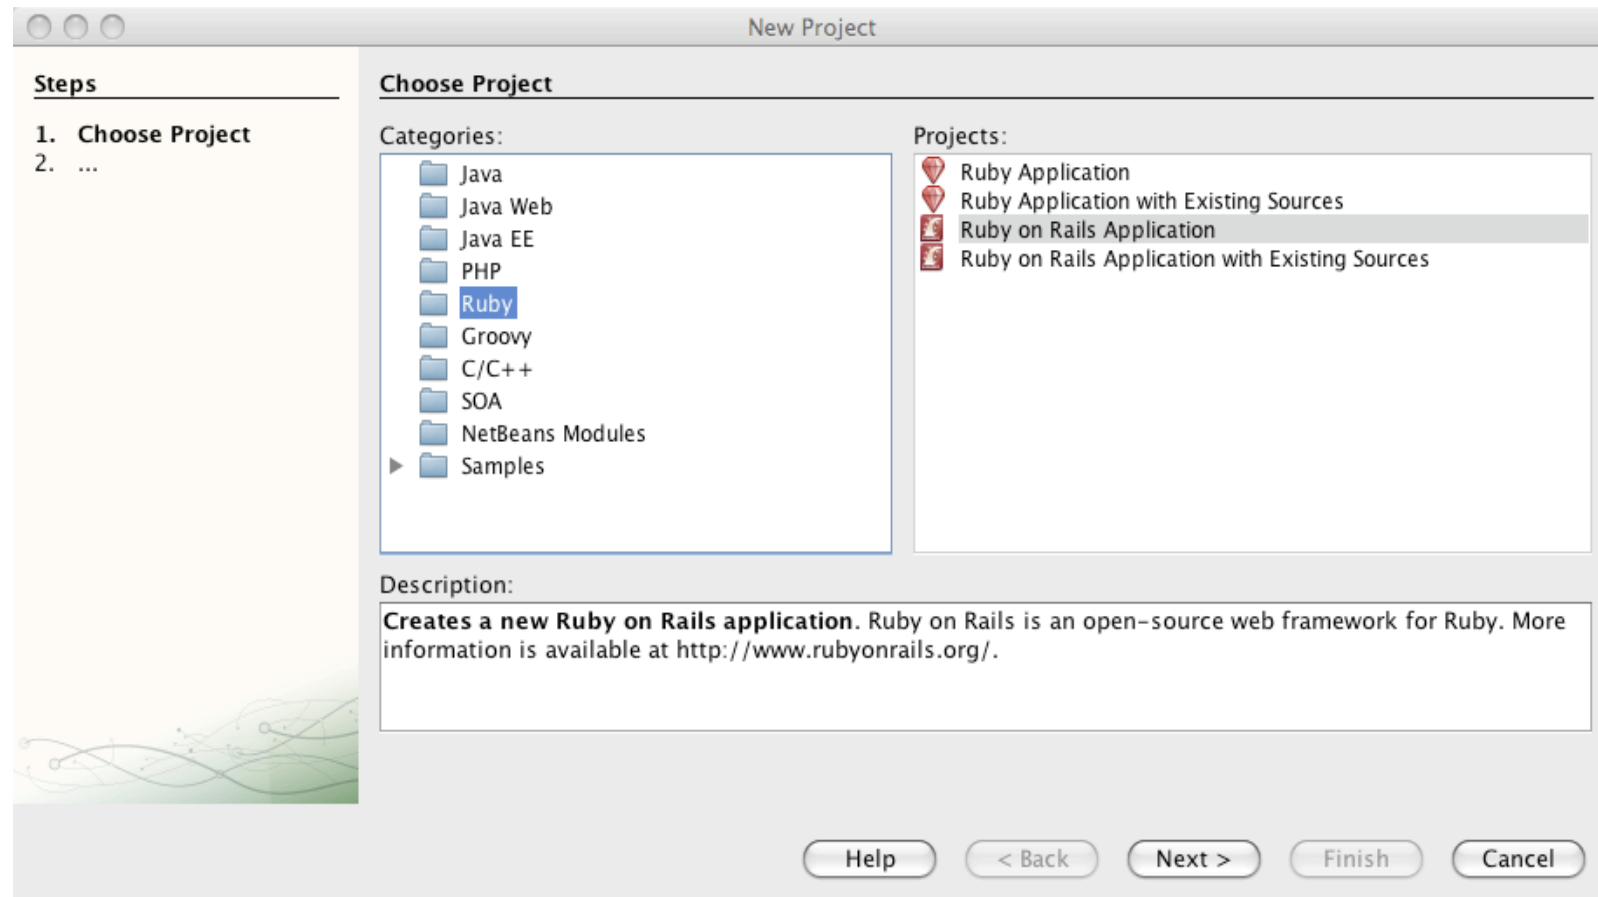 New Project
Steps
1. Choose Project
2. ...
Choose Project
Categories:
Java
Java Web
Java EE
PHP
Ruby
Groovy
C/C++
SOA
NetBeans Modules
Samples
Projects:
Ruby Application
Ruby Application with Existing Sources
Ruby on Rails Application
Ruby on Rails Application with Existing Sources
Description:
Creates a new Ruby on Rails application. Ruby on Rails is an open-source web framework for Ruby. More
information is available at http://www.rubyonrails.org/.
Help
< Back
Next >
Finish
Cancel